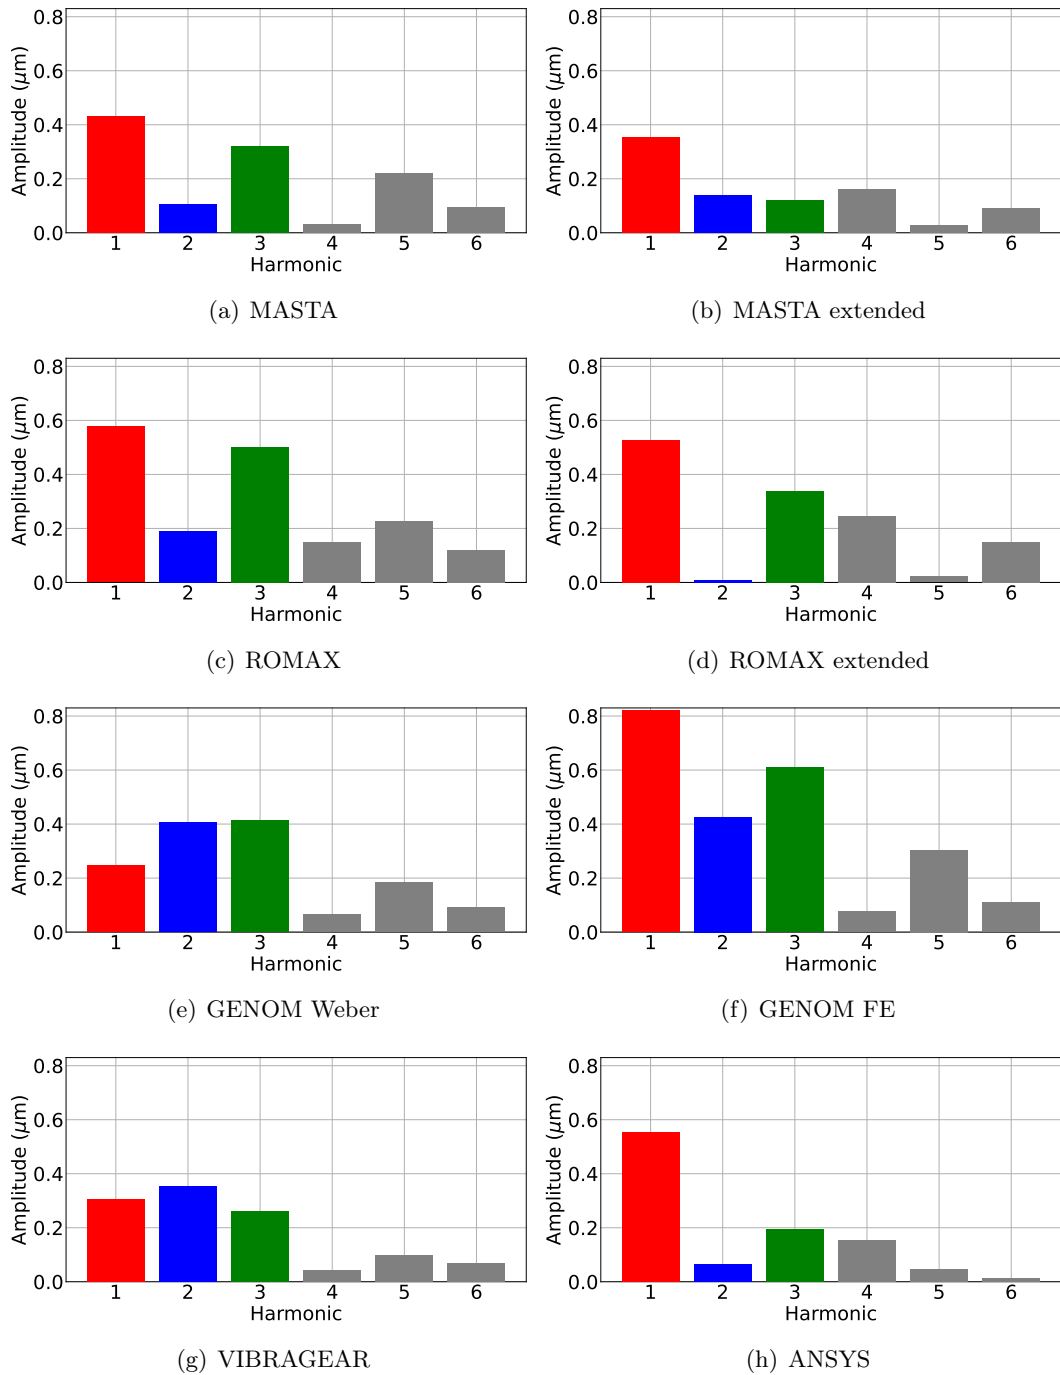 0.8
0.6
0.4
0.2
0.0
Amplitude (μm)
1 2 3 4 5 6
Harmonic
(a) MASTA
0.8
0.6
0.4
0.2
0.0
Amplitude (μm)
1 2 3 4 5 6
Harmonic
(b) MASTA extended
0.8
0.6
0.4
0.2
0.0
Amplitude (μm)
1 2 3 4 5 6
Harmonic
(c) ROMAX
0.8
0.6
0.4
0.2
0.0
Amplitude (μm)
1 2 3 4 5 6
Harmonic
(d) ROMAX extended
0.8
0.6
0.4
0.2
0.0
Amplitude (μm)
1 2 3 4 5 6
Harmonic
(e) GENOM Weber
0.8
0.6
0.4
0.2
0.0
Amplitude (μm)
1 2 3 4 5 6
Harmonic
(f) GENOM FE
0.8
0.6
0.4
0.2
0.0
Amplitude (μm)
1 2 3 4 5 6
Harmonic
(g) VIBRAGEAR
0.8
0.6
0.4
0.2
0.0
Amplitude (μm)
1 2 3 4 5 6
Harmonic
(h) ANSYS